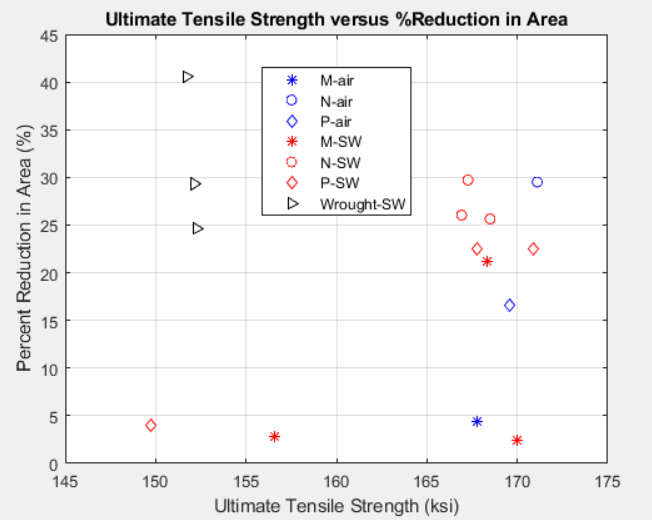 Ultimate Tensile Strength versus %Reduction in Area
45
40
35
30
25
20
15
10
5
0
Percent Reduction in Area (%)
M-air
N-air
P-air
M-SW
N-SW
P-SW
Wrought-SW
145
150
155
160
165
170
175
Ultimate Tensile Strength (ksi)